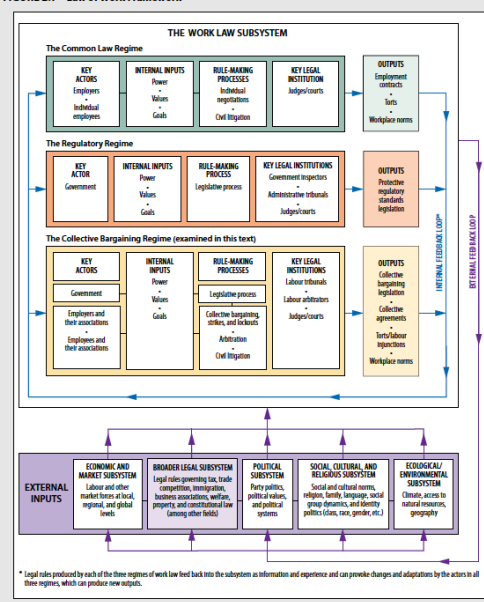 THE WORK LAW SUBSYSTEM
The Common Law Regime
KEY
ACTORS
Employers
•
Individual
employees
INTERNAL INPUTS
Power
•
Values
•
Goals
RULE-MAKING
PROCESSES
Individual
negotiations
•
Civil litigation
KEY LEGAL
INSTITUTION
Judges/courts
OUTPUTS
Employment
contracts
•
Torts
•
Workplace norms
The Regulatory Regime
KEY
ACTOR
Government
INTERNAL INPUTS
Power
•
Values
•
Goals
RULE-MAKING
PROCESS
Legislative process
KEY LEGAL INSTITUTIONS
Government inspectors
•
Administrative tribunals
•
Judges/courts
OUTPUTS
Protective
regulatory
standards
legislation
The Collective Bargaining Regime (examined in this text)
KEY
ACTORS
Government
Employers and
their associations
•
Employees and
their associations
INTERNAL
INPUTS
Power
•
Values
•
Goals
RULE-MAKING
PROCESSES
Legislative process
Collective bargaining,
strikes, and lockouts
•
Arbitration
•
Civil litigation
KEY LEGAL
INSTITUTIONS
Labour tribunals
•
Labour arbitrators
•
Judges/courts
OUTPUTS
Collective
bargaining
legislation
•
Collective
agreements
•
Torts/labour
injunctions
•
Workplace norms
INTERNAL FEEDBACK LOOP*
EXTERNAL FEEDBACK LOOP
EXTERNAL
INPUTS
ECONOMIC AND
MARKET SUBSYSTEM
Labour and other
market forces at local,
regional, and global
levels
BROADER LEGAL SUBSYSTEM
Legal rules governing tax, trade
competition, immigration,
business associations, welfare,
property, and constitutional law
(among other fields)
POLITICAL
SUBSYSTEM
Party politics,
political values,
and political
systems
SOCIAL, CULTURAL, AND
RELIGIOUS SUBSYSTEM
Social and cultural norms,
religion, family, language, social
group dynamics, and identity
politics (class, race, gender, etc.)
ECOLOGICAL/
ENVIRONMENTAL
SUBSYSTEM
Climate, access to
natural resources,
geography
* Legal rules produced by each of the three regimes of work law feed back into the subsystem as information and experience and can provoke changes and adaptations by the actors in all
three regimes, which can produce new outputs.